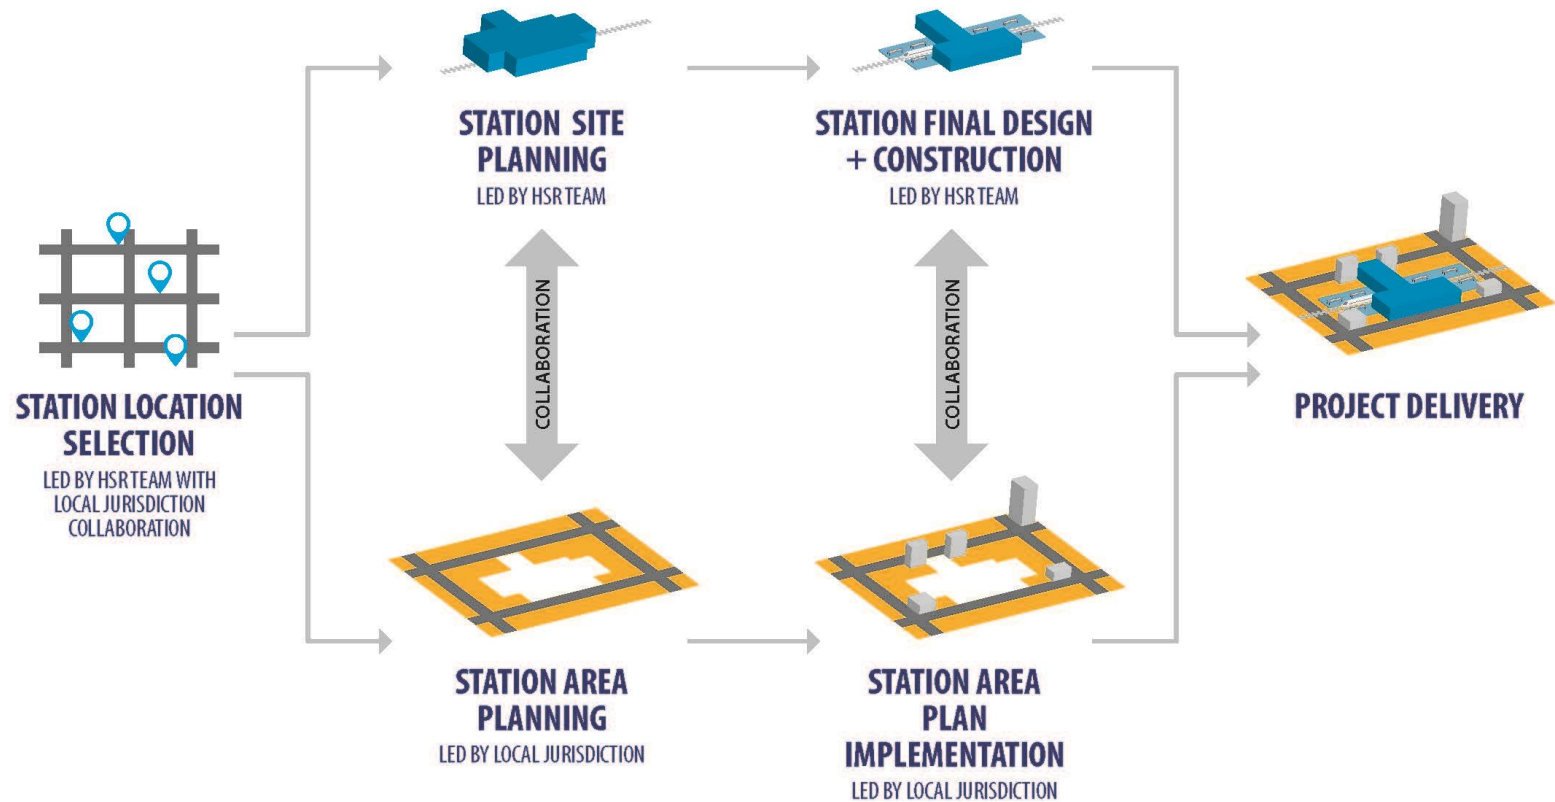 STATION LOCATION
SELECTION
LED BY HSR TEAM WITH
LOCAL JURISDICTION
COLLABORATION
STATION SITE
PLANNING
LED BY HSR TEAM
COLLABORATION
STATION AREA
PLANNING
LED BY LOCAL JURISDICTION
STATION FINAL DESIGN
+ CONSTRUCTION
LED BY HSR TEAM
COLLABORATION
STATION AREA
PLAN
IMPLEMENTATION
LED BY LOCAL JURISDICTION
PROJECT DELIVERY